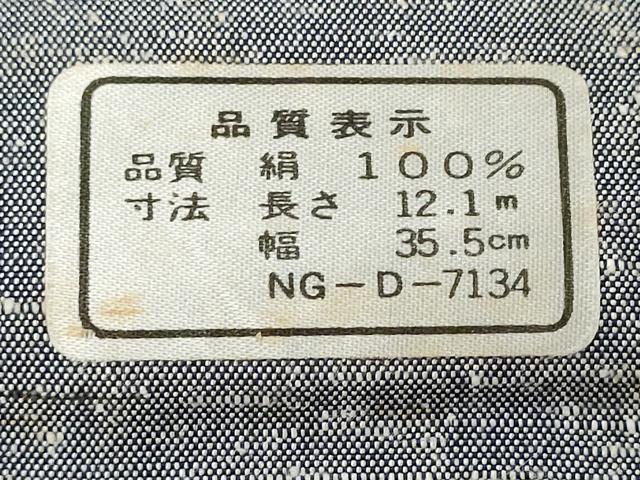 品質表示
品質 絹 100%
寸法 長さ 12.1m
幅 35.5cm
NG-D-7134